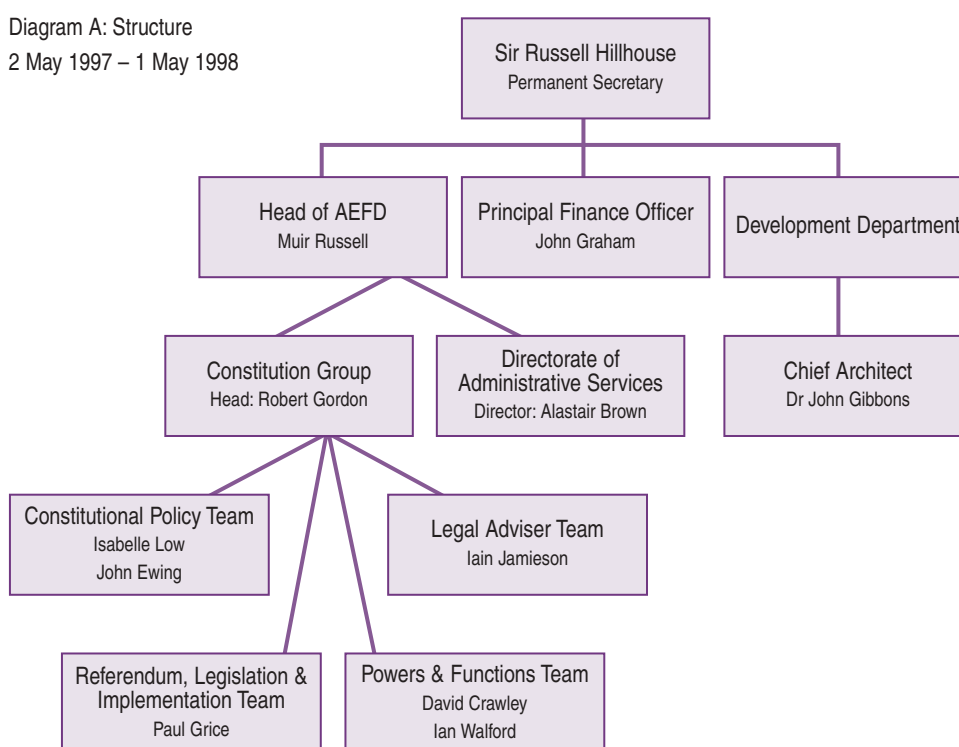 Diagram A: Structure
2 May 1997 – 1 May 1998
Sir Russell Hillhouse
Permanent Secretary
Head of AEFD
Muir Russell
Principal Finance Officer
John Graham
Development Department
Constitution Group
Head: Robert Gordon
Directorate of
Administrative Services
Director: Alastair Brown
Chief Architect
Dr John Gibbons
Constitutional Policy Team
Isabelle Low
John Ewing
Legal Adviser Team
Iain Jamieson
Referendum, Legislation &
Implementation Team
Paul Grice
Powers & Functions Team
David Crawley
Ian Walford